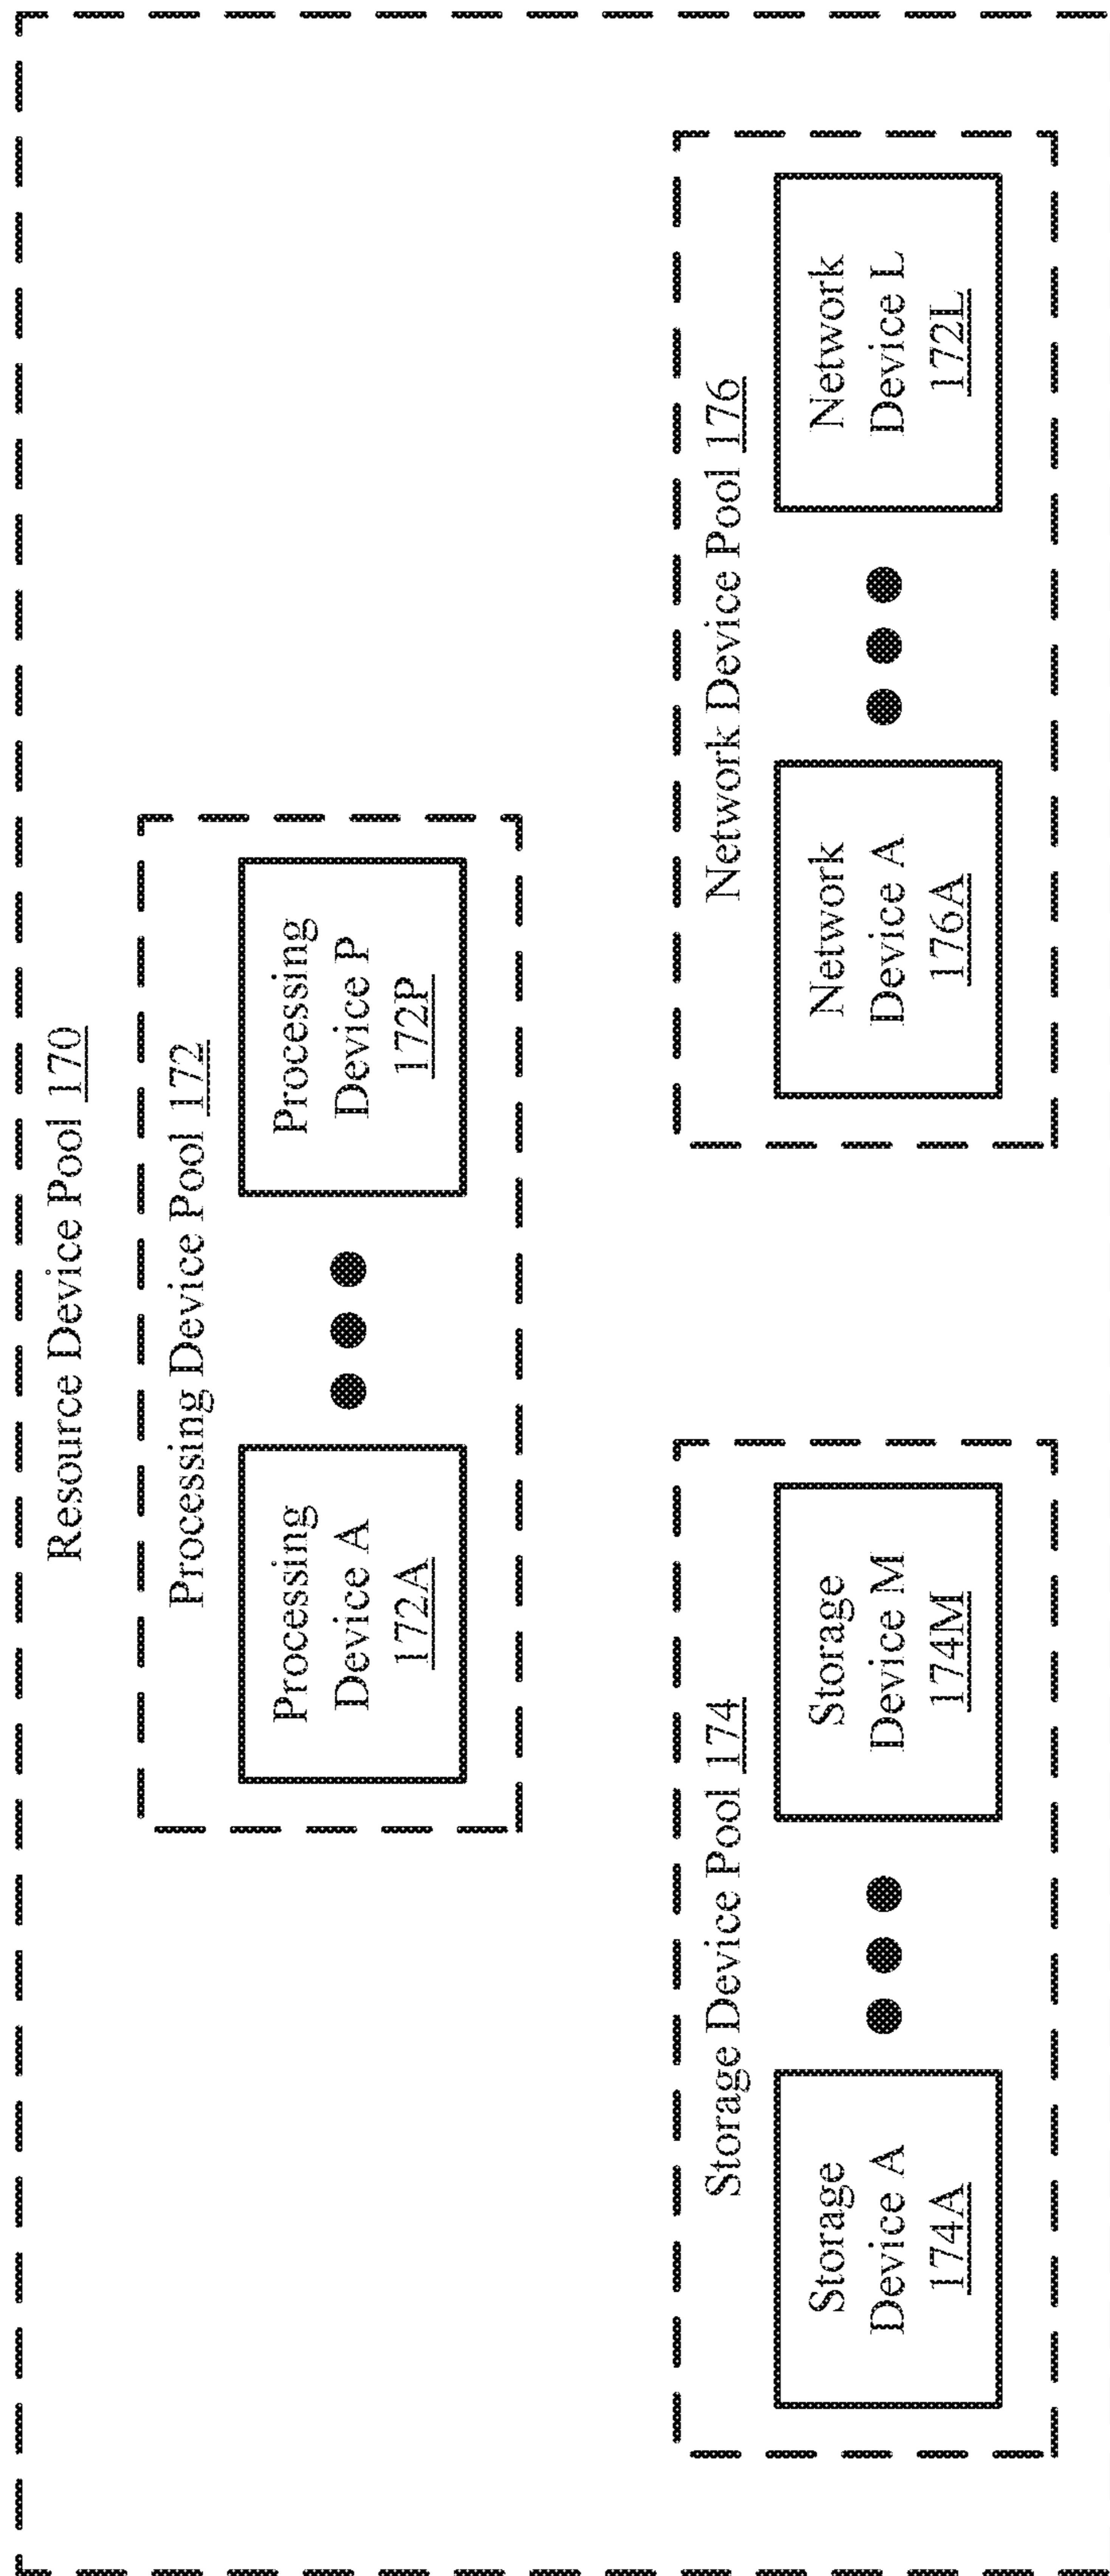 Resource Device Pool 170
Processing Device Pool 172
Processing
Device A
172A
Processing
Device P
172P
Storage Device Pool 174
Storage
Device A
174A
Storage
Device M
174M
Network Device Pool 176
Network
Device A
176A
Network
Device L
172L